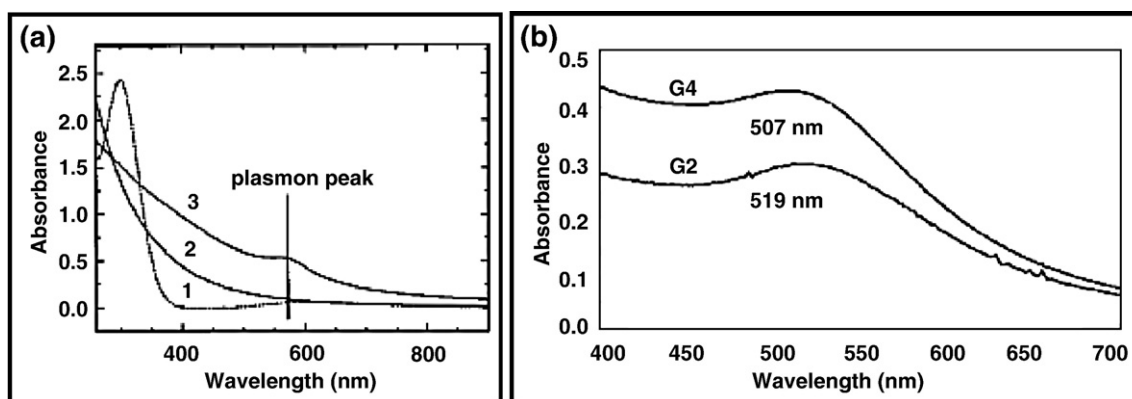 (a)
Absorbance
2.5
2.0
1.5
1.0
0.5
0.0
plasmon peak
3
2
1
400
600
800
Wavelength (nm)
(b)
Absorbance
0.5
0.4
0.3
0.2
0.1
0.0
G4
507 nm
G2
519 nm
400
450
500
550
600
650
700
Wavelength (nm)